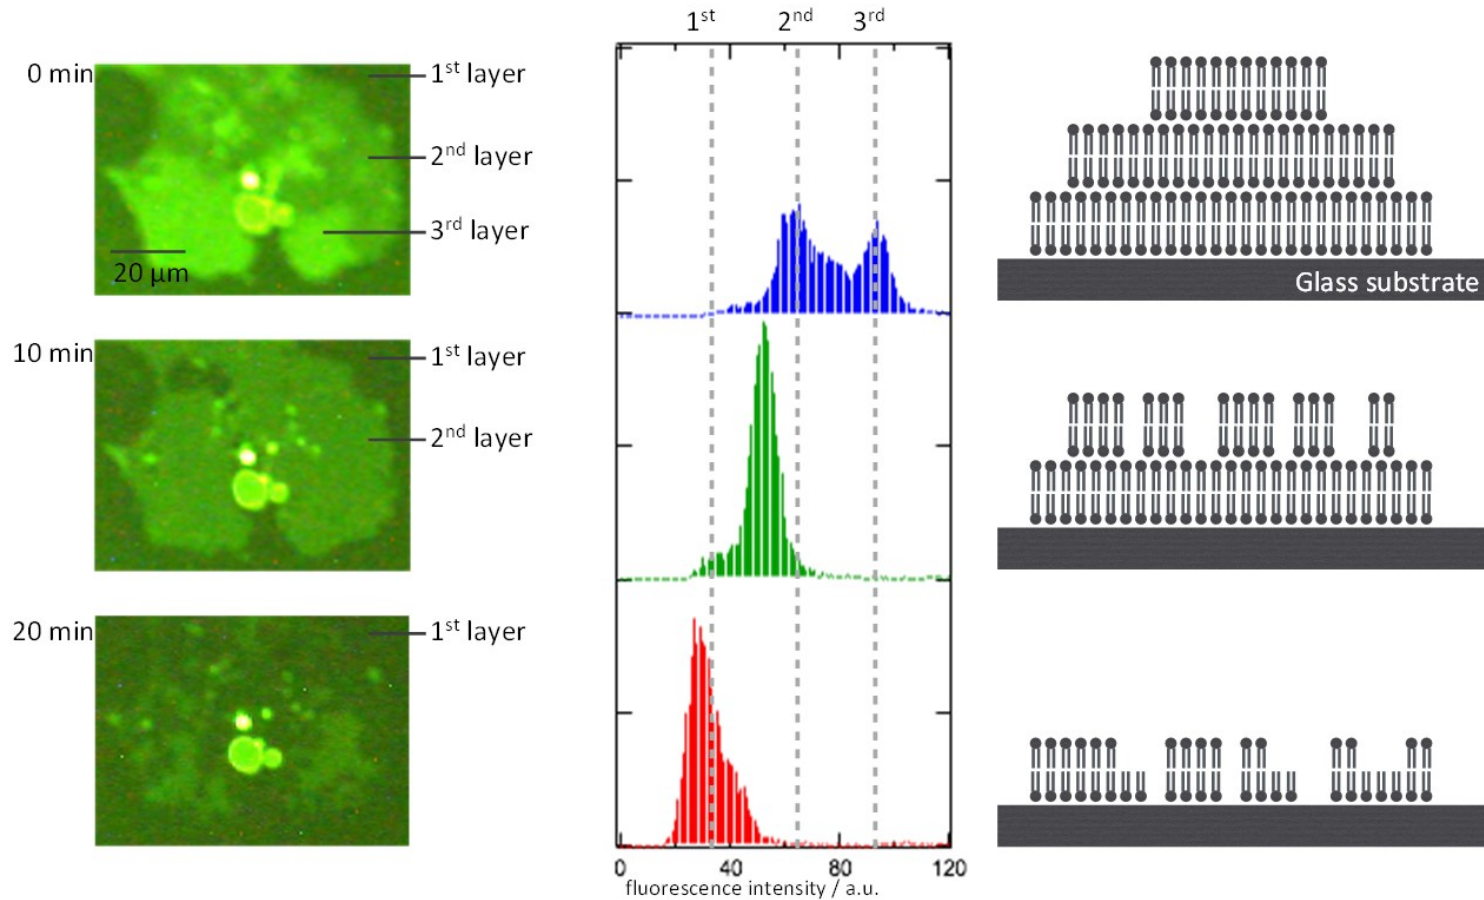 0 min
1st layer
2nd layer
3rd layer
20 µm
10 min
1st layer
2nd layer
20 min
1st layer
1st 2nd 3rd
0 40 80 120
fluorescence intensity / a.u.
Glass substrate